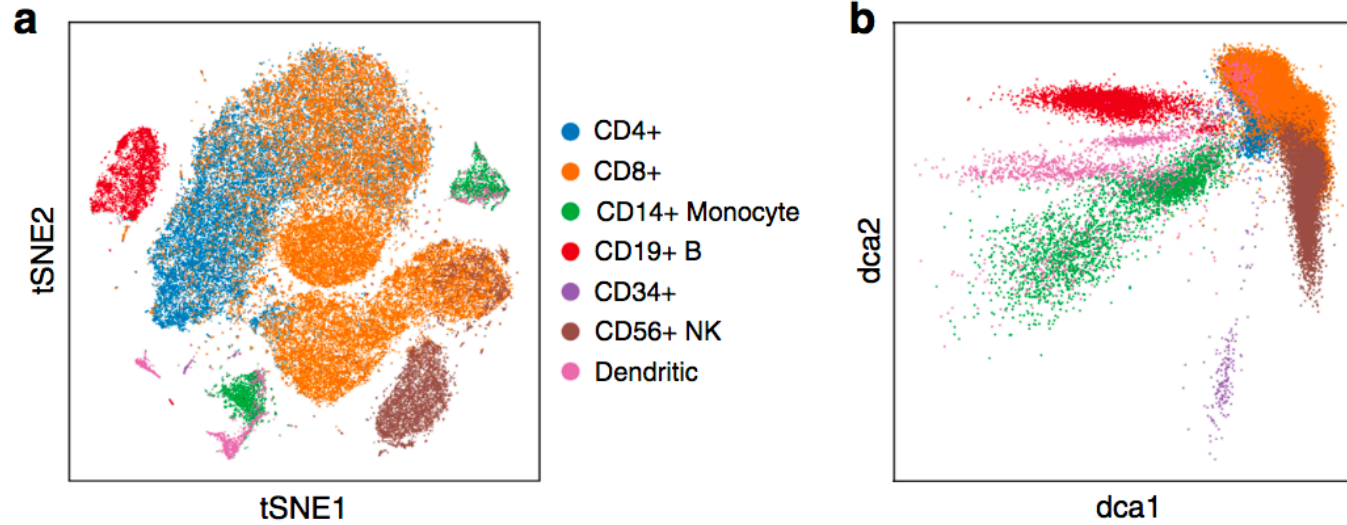 a
b
tSNE2
tSNE1
CD4+
CD8+
CD14+ Monocyte
CD19+ B
CD34+
CD56+ NK
Dendritic
dca2
dca1